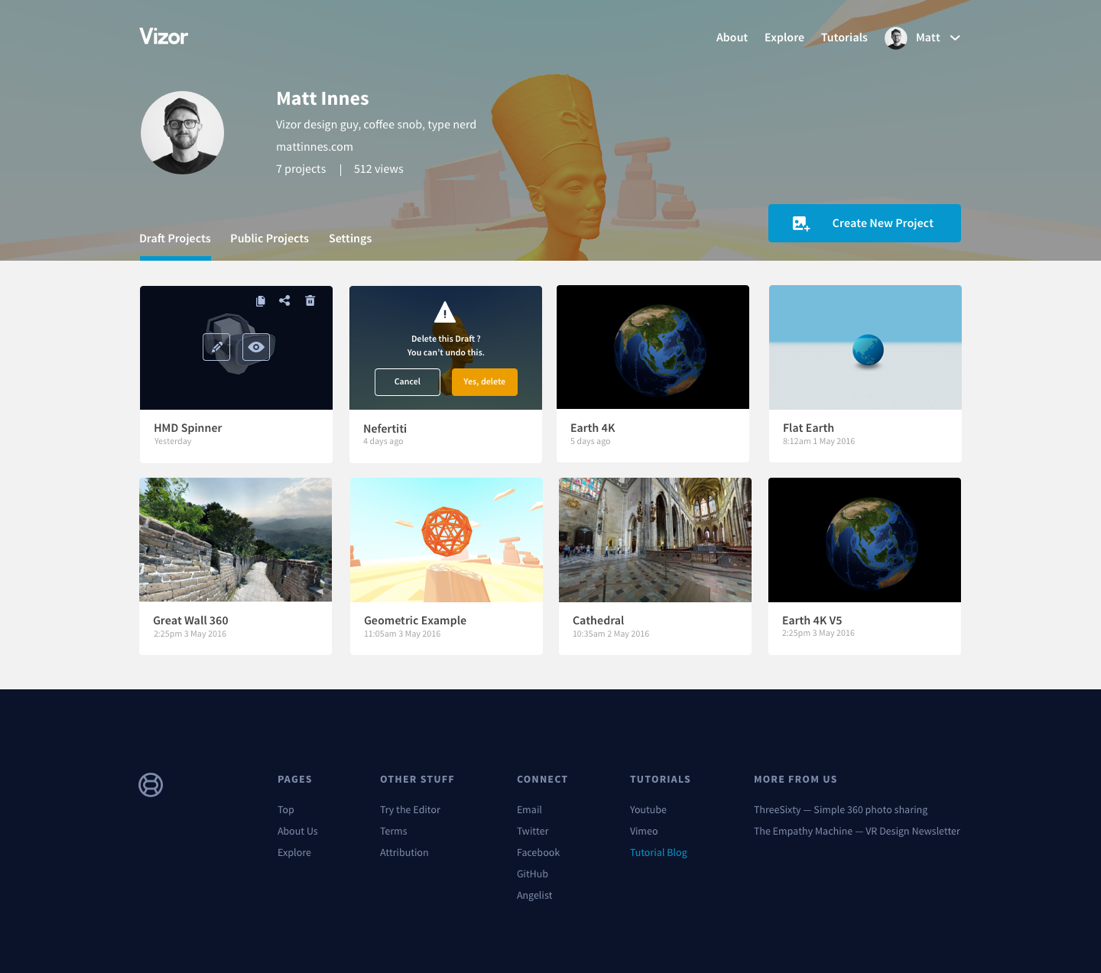 Vizor
About
Explore
Tutorials
Matt
Matt Innes
Vizor design guy, coffee snob, type nerd
mattinnes.com
7 projects | 512 views
Draft Projects
Public Projects
Settings
Create New Project
Delete this Draft ?
You can't undo this.
Cancel
Yes, delete
HMD Spinner
Yesterday
Nefertiti
4 days ago
Earth 4K
5 days ago
Flat Earth
8:12am 1 May 2016
Great Wall 360
2:25pm 3 May 2016
Geometric Example
11:05am 3 May 2016
Cathedral
10:35am 2 May 2016
Earth 4K V5
2:25pm 3 May 2016
PAGES
Top
About Us
Explore
OTHER STUFF
Try the Editor
Terms
Attribution
CONNECT
Email
Twitter
Facebook
GitHub
Angelist
TUTORIALS
Youtube
Vimeo
Tutorial Blog
MORE FROM US
ThreeSixty — Simple 360 photo sharing
The Empathy Machine — VR Design Newsletter